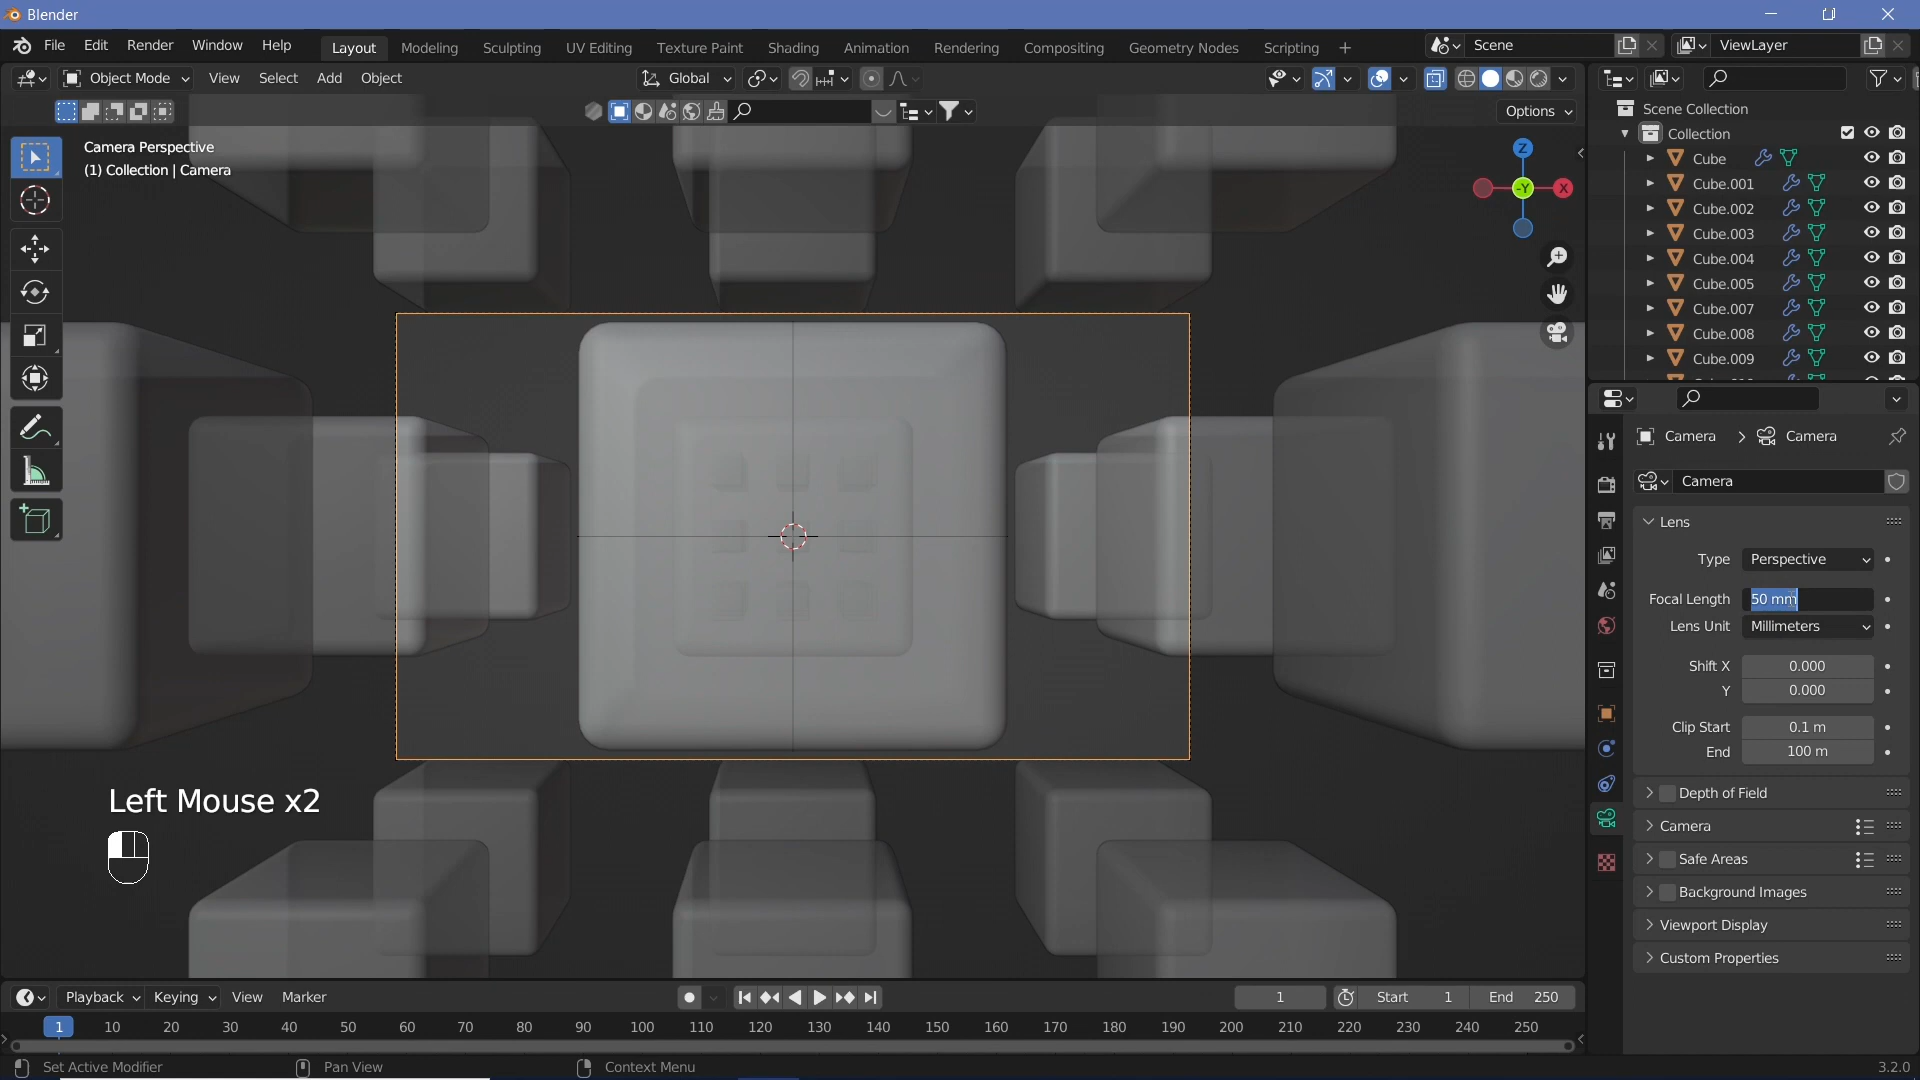 Blender
File Edit Render Window Help
Layout Modeling Sculpting UV Editing Texture Paint Shading Animation Rendering Compositing Geometry Nodes Scripting +
Scene
ViewLayer
Object Mode View Select Add Object
Global
Options
Camera Perspective
(1) Collection | Camera
Z
-Y
X
Scene Collection
Collection
Cube
Cube.001
Cube.002
Cube.003
Cube.004
Cube.005
Cube.007
Cube.008
Cube.009
Camera > Camera
Camera
Lens
Type Perspective
Focal Length 50 mm
Lens Unit Millimeters
Shift X 0.000
Y 0.000
Clip Start 0.1 m
End 100 m
Depth of Field
Camera
Safe Areas
Background Images
Viewport Display
Custom Properties
Left Mouse x2
Playback Keying View Marker
1
Start 1 End 250
1 10 20 30 40 50 60 70 80 90 100 110 120 130 140 150 160 170 180 190 200 210 220 230 240 250
Set Active Modifier
Pan View
Context Menu
3.2.0